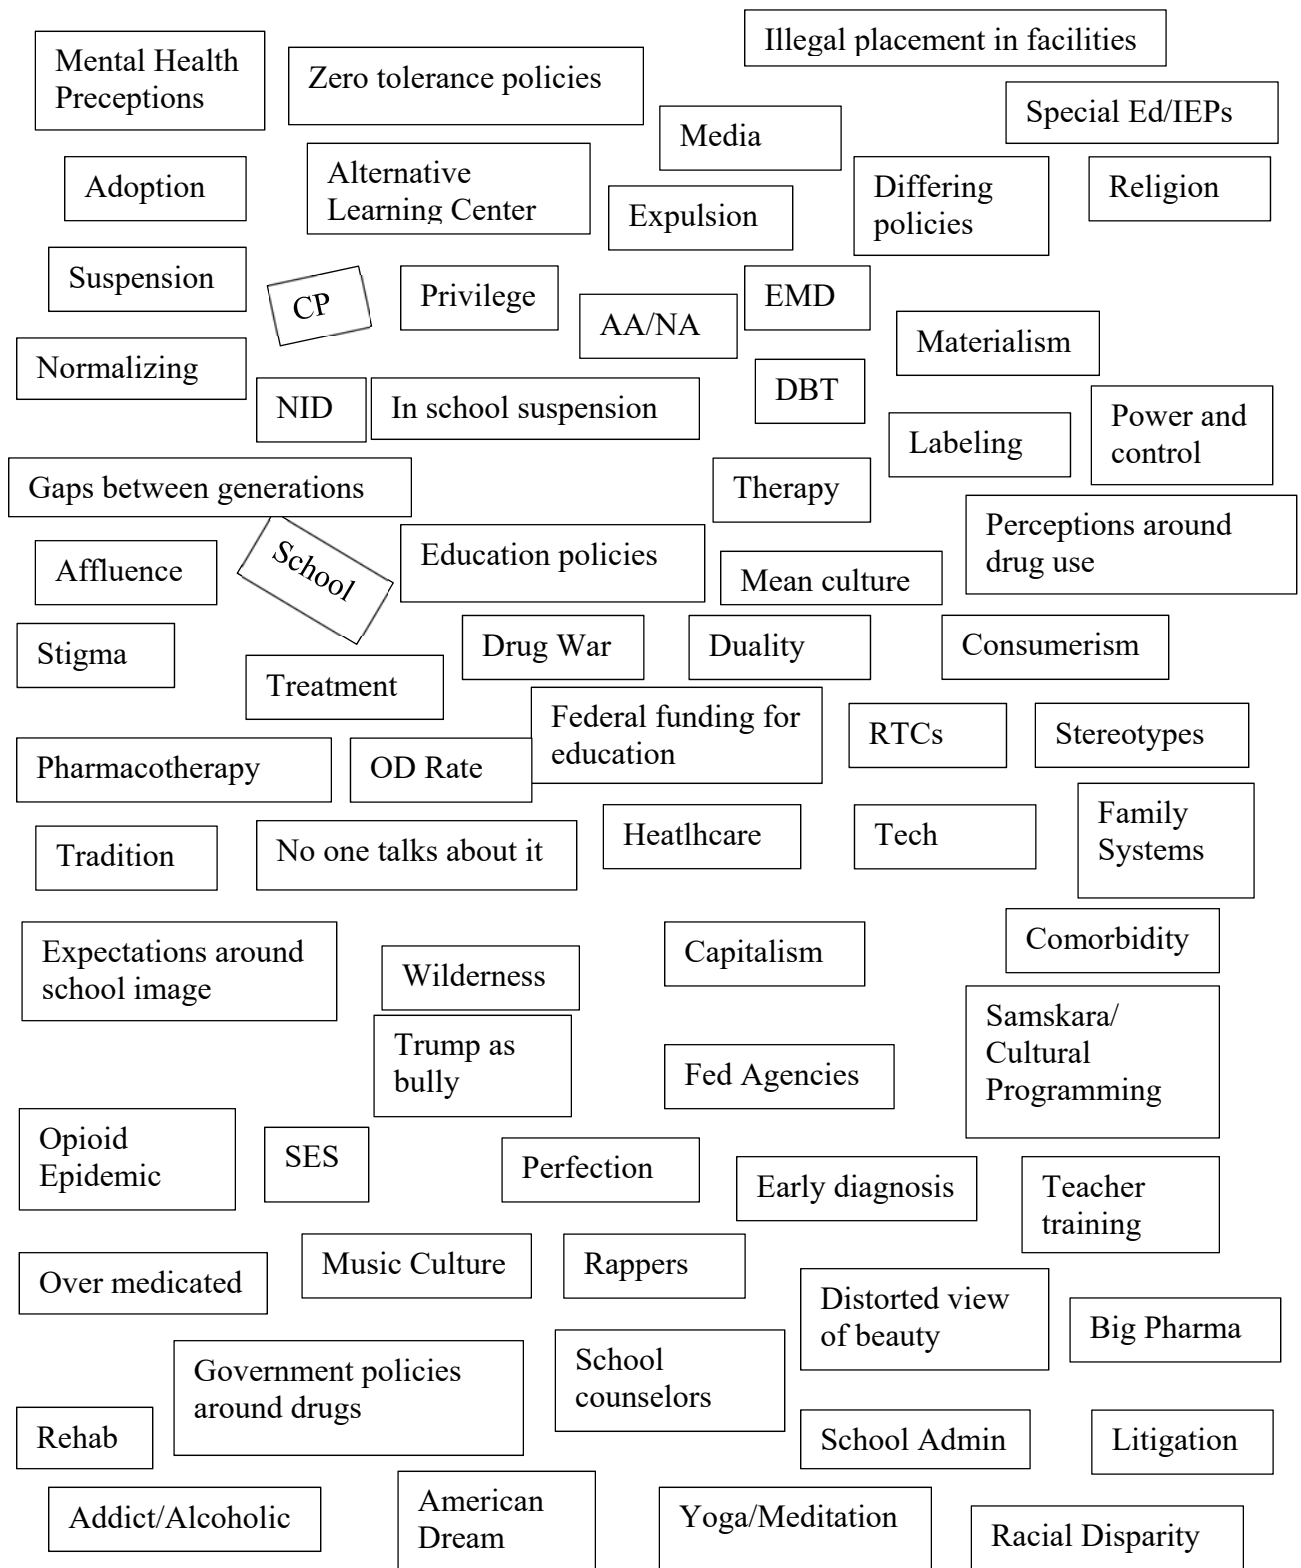 Illegal placement in facilities
Mental Health
Preceptions
Zero tolerance policies
Special Ed/IEPs
Media
Adoption
Alternative
Learning Center
Expulsion
Differing
policies
Religion
Suspension
CP
Privilege
AA/NA
EMD
Materialism
Normalizing
NID
In school suspension
DBT
Labeling
Power and
control
Gaps between generations
Therapy
Perceptions around
drug use
Affluence
School
Education policies
Mean culture
Stigma
Treatment
Drug War
Duality
Consumerism
Federal funding for
education
RTCs
Stereotypes
Pharmacotherapy
OD Rate
Tradition
No one talks about it
Heatlhcare
Tech
Family
Systems
Expectations around
school image
Wilderness
Capitalism
Comorbidity
Trump as
bully
Fed Agencies
Samskara/
Cultural
Programming
Opioid
Epidemic
SES
Perfection
Early diagnosis
Teacher
training
Over medicated
Music Culture
Rappers
Distorted view
of beauty
Big Pharma
Government policies
around drugs
School
counselors
Rehab
School Admin
Litigation
Addict/Alcoholic
American
Dream
Yoga/Meditation
Racial Disparity